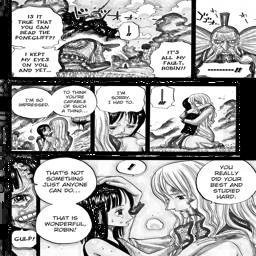 IS IT
TRUE THAT
YOU CAN
READ THE
PONEGLIFF?
I KEPT
MY EYES
ON YOU
AND YET...
IT'S
ALL MY
FAULT,
ROBIN!!
I'M SO
IMPRESSED.
TO THINK
YOU'RE
CAPABLE
OF SUCH
A THING...
I'M
SORRY.
I HAD TO.
THAT'S NOT
SOMETHING
JUST ANYONE
CAN DO...
THAT IS
WONDERFUL,
ROBIN!
YOU
REALLY
DID YOUR
BEST AND
STUDIED
HARD.
GULP!